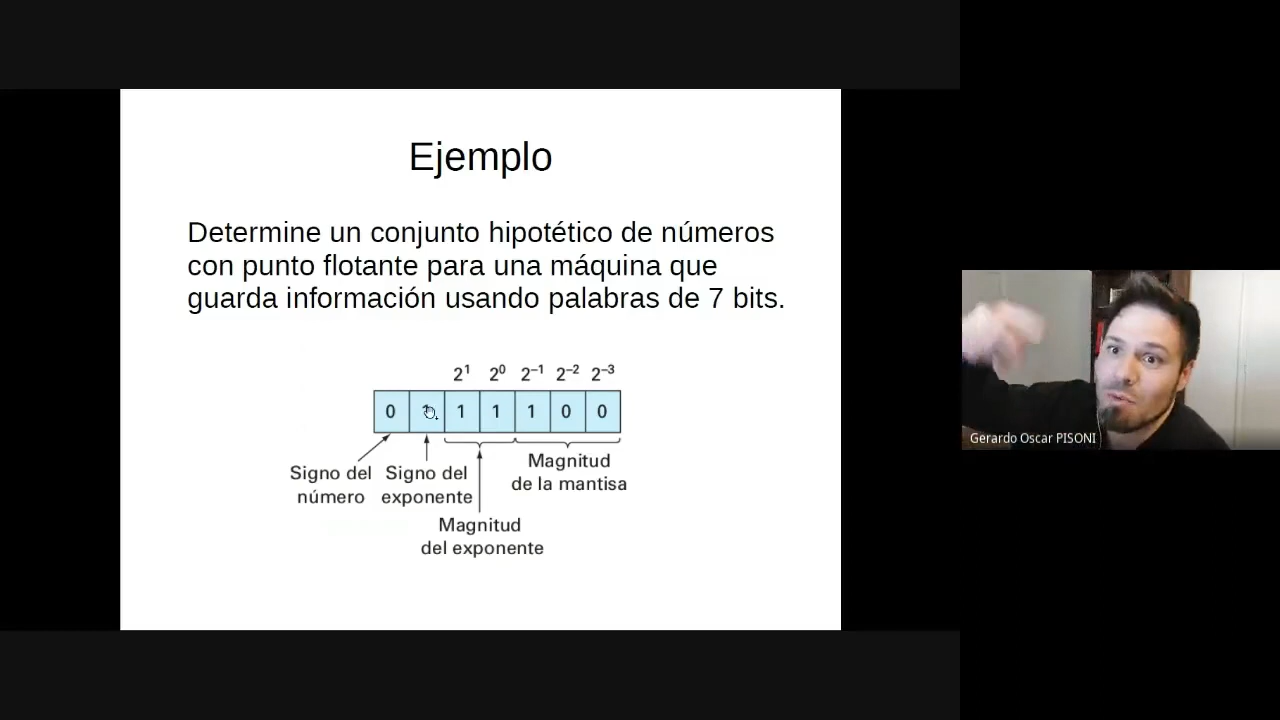 Ejemplo
Determine un conjunto hipotético de números
con punto flotante para una máquina que
guarda información usando palabras de 7 bits.
2¹ 2⁰ 2⁻¹ 2⁻² 2⁻³
0 1 1 1 1 0 0
Signo del
número
Signo del
exponente
Magnitud
del exponente
Magnitud
de la mantisa
Gerardo Oscar PISONI